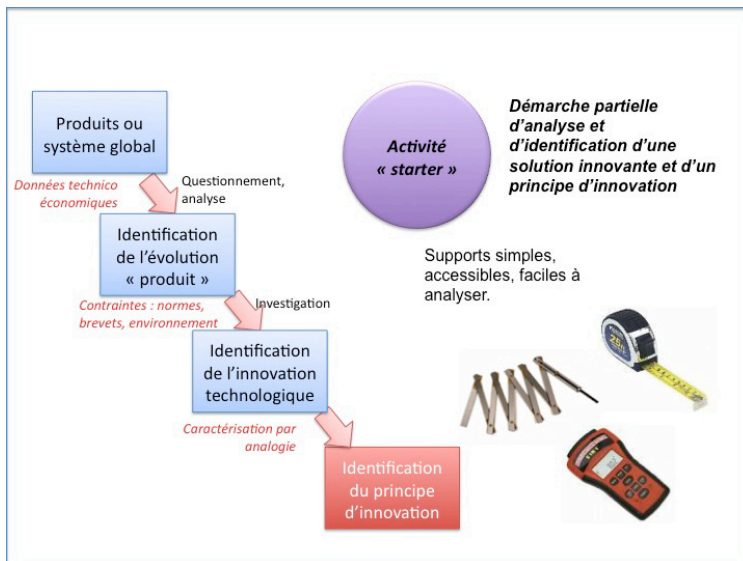 Produits ou
système global
Données technico
économiques
Questionnement,
analyse
Identification
de l’évolution
« produit »
Contraintes : normes,
brevets, environnement
Investigation
Identification
de l’innovation
technologique
Caractérisation par
analogie
Identification
du principe
d’innovation
Activité
« starter »
Démarche partielle
d’analyse et
d’identification d’une
solution innovante et d’un
principe d’innovation
Supports simples,
accessibles, faciles à
analyser.
25ft